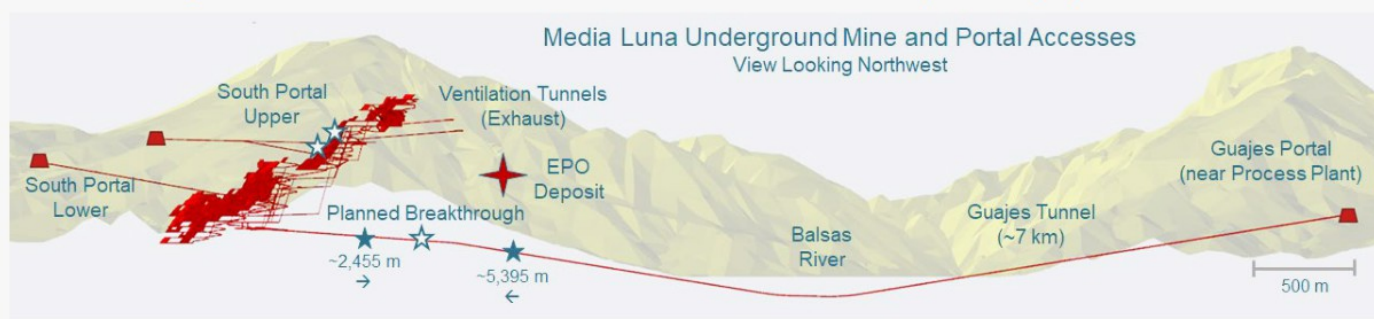 Media Luna Underground Mine and Portal Accesses
View Looking Northwest
South Portal
Upper
Ventilation Tunnels
(Exhaust)
South Portal
Lower
EPO
Deposit
Planned Breakthrough
~2,455 m
→
~5,395 m
←
Balsas
River
Guajes Tunnel
(~7 km)
Guajes Portal
(near Process Plant)
500 m